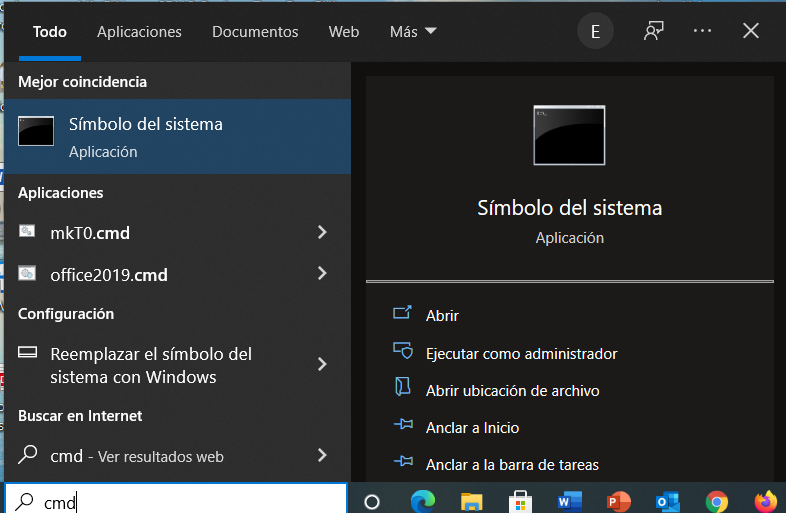 Todo Aplicaciones Documentos Web Más E
Mejor coincidencia
Símbolo del sistema
Aplicación
Aplicaciones
mkT0.cmd
office2019.cmd
Configuración
Reemplazar el símbolo del
sistema con Windows
Buscar en Internet
cmd - Ver resultados web
cmd
Símbolo del sistema
Aplicación
Abrir
Ejecutar como administrador
Abrir ubicación de archivo
Anclar a Inicio
Anclar a la barra de tareas